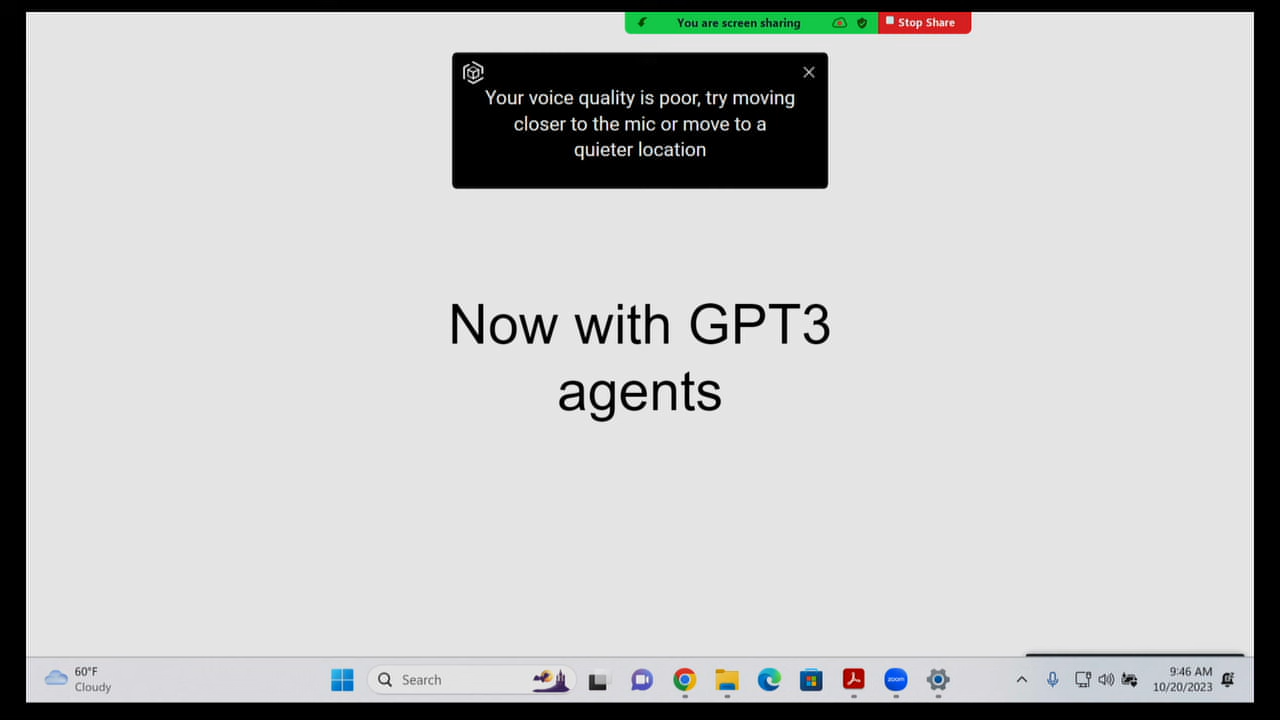 You are screen sharing
Stop Share
Your voice quality is poor, try moving
closer to the mic or move to a
quieter location
Now with GPT3
agents
60°F
Cloudy
Search
zoom
9:46 AM
10/20/2023